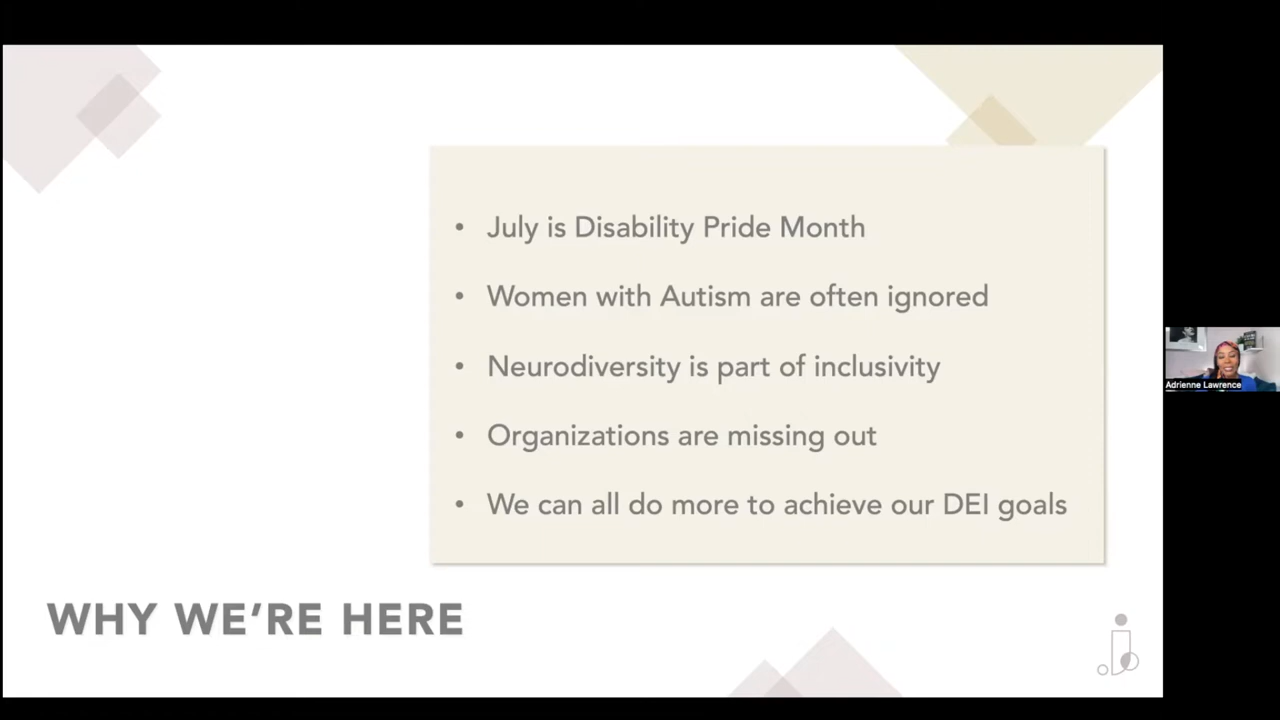 • July is Disability Pride Month
• Women with Autism are often ignored
• Neurodiversity is part of inclusivity
• Organizations are missing out
• We can all do more to achieve our DEI goals
WHY WE’RE HERE
Adrienne Lawrence